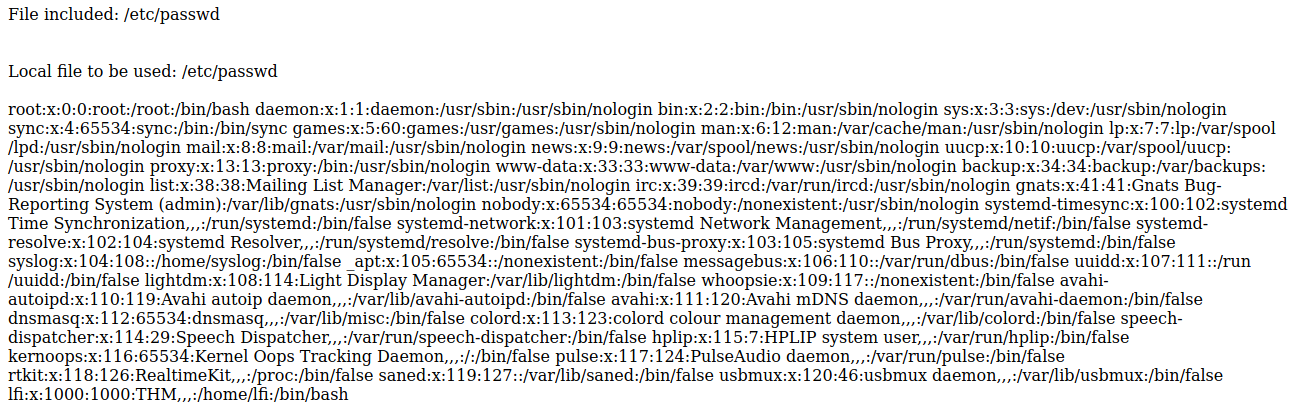 File included: /etc/passwd
Local file to be used: /etc/passwd
root:x:0:0:root:/root:/bin/bash daemon:x:1:1:daemon:/usr/sbin:/usr/sbin/nologin bin:x:2:2:bin:/bin:/usr/sbin/nologin sys:x:3:3:sys:/dev:/usr/sbin/nologin
sync:x:4:65534:sync:/bin:/bin/sync games:x:5:60:games:/usr/games:/usr/sbin/nologin man:x:6:12:man:/var/cache/man:/usr/sbin/nologin lp:x:7:7:lp:/var/spool
/lpd:/usr/sbin/nologin mail:x:8:8:mail:/var/mail:/usr/sbin/nologin news:x:9:9:news:/var/spool/news:/usr/sbin/nologin uucp:x:10:10:uucp:/var/spool/uucp:
/usr/sbin/nologin proxy:x:13:13:proxy:/bin:/usr/sbin/nologin www-data:x:33:33:www-data:/var/www:/usr/sbin/nologin backup:x:34:34:backup:/var/backups:
/usr/sbin/nologin list:x:38:38:Mailing List Manager:/var/list:/usr/sbin/nologin irc:x:39:39:ircd:/var/run/ircd:/usr/sbin/nologin gnats:x:41:41:Gnats Bug-
Reporting System (admin):/var/lib/gnats:/usr/sbin/nologin nobody:x:65534:65534:nobody:/nonexistent:/usr/sbin/nologin systemd-timesync:x:100:102:systemd
Time Synchronization,,,:/run/systemd:/bin/false systemd-network:x:101:103:systemd Network Management,,,:/run/systemd/netif:/bin/false systemd-
resolve:x:102:104:systemd Resolver,,,:/run/systemd/resolve:/bin/false systemd-bus-proxy:x:103:105:systemd Bus Proxy,,,:/run/systemd:/bin/false
syslog:x:104:108::/home/syslog:/bin/false _apt:x:105:65534::/nonexistent:/bin/false messagebus:x:106:110::/var/run/dbus:/bin/false uuidd:x:107:111::/run
/uuidd:/bin/false lightdm:x:108:114:Light Display Manager:/var/lib/lightdm:/bin/false whoopsie:x:109:117::/nonexistent:/bin/false avahi-
autoipd:x:110:119:Avahi autoip daemon,,,:/var/lib/avahi-autoipd:/bin/false avahi:x:111:120:Avahi mDNS daemon,,,:/var/run/avahi-daemon:/bin/false
dnsmasq:x:112:65534:dnsmasq,,,:/var/lib/misc:/bin/false colord:x:113:123:colord colour management daemon,,,:/var/lib/colord:/bin/false speech-
dispatcher:x:114:29:Speech Dispatcher,,,:/var/run/speech-dispatcher:/bin/false hplip:x:115:7:HPLIP system user,,,:/var/run/hplip:/bin/false
kernoops:x:116:65534:Kernel Oops Tracking Daemon,,,:/:/bin/false pulse:x:117:124:PulseAudio daemon,,,:/var/run/pulse:/bin/false
rtkit:x:118:126:RealtimeKit,,,:/proc:/bin/false saned:x:119:127::/var/lib/saned:/bin/false usbmux:x:120:46:usbmux daemon,,,:/var/lib/usbmux:/bin/false
lfi:x:1000:1000:THM,,,:/home/lfi:/bin/bash